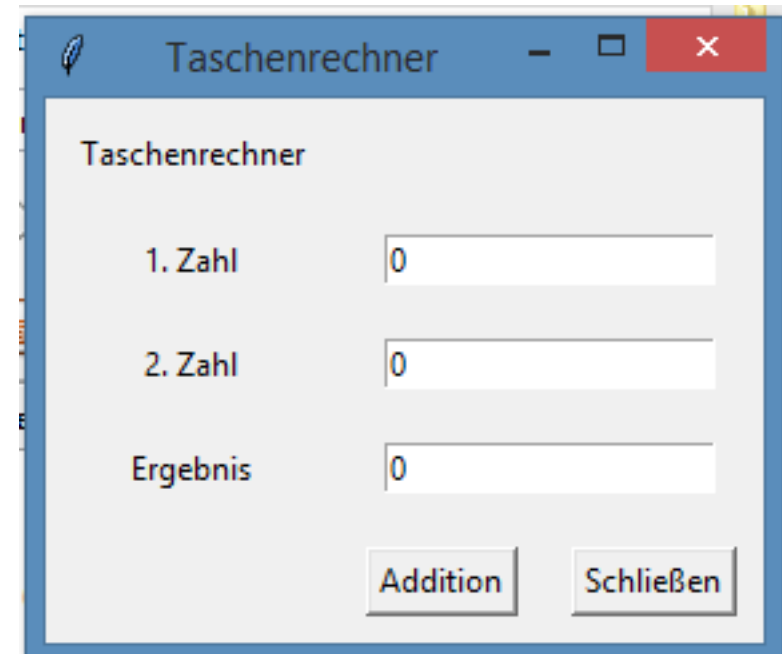 Taschenrechner
Taschenrechner
1. Zahl 0
2. Zahl 0
Ergebnis 0
Addition Schließen